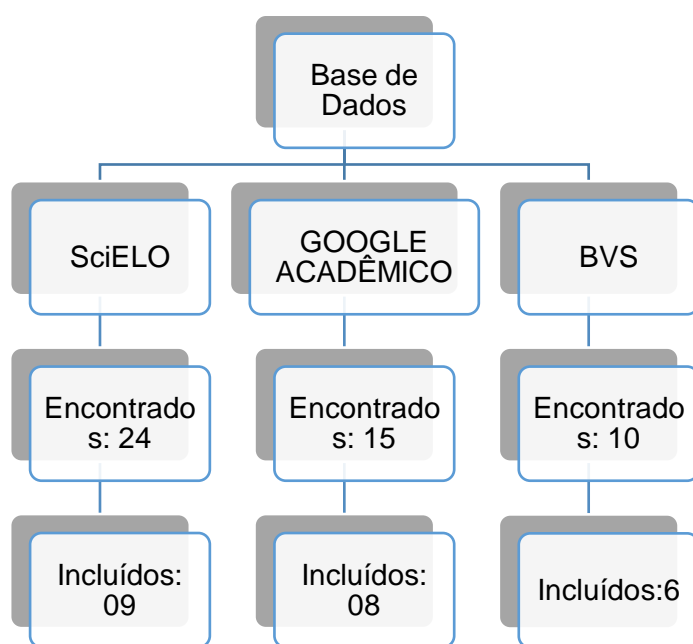 Base de
Dados
SciELO
GOOGLE
ACADÊMICO
BVS
Encontrado
s: 24
Encontrado
s: 15
Encontrado
s: 10
Incluídos:
09
Incluídos:
08
Incluídos:6